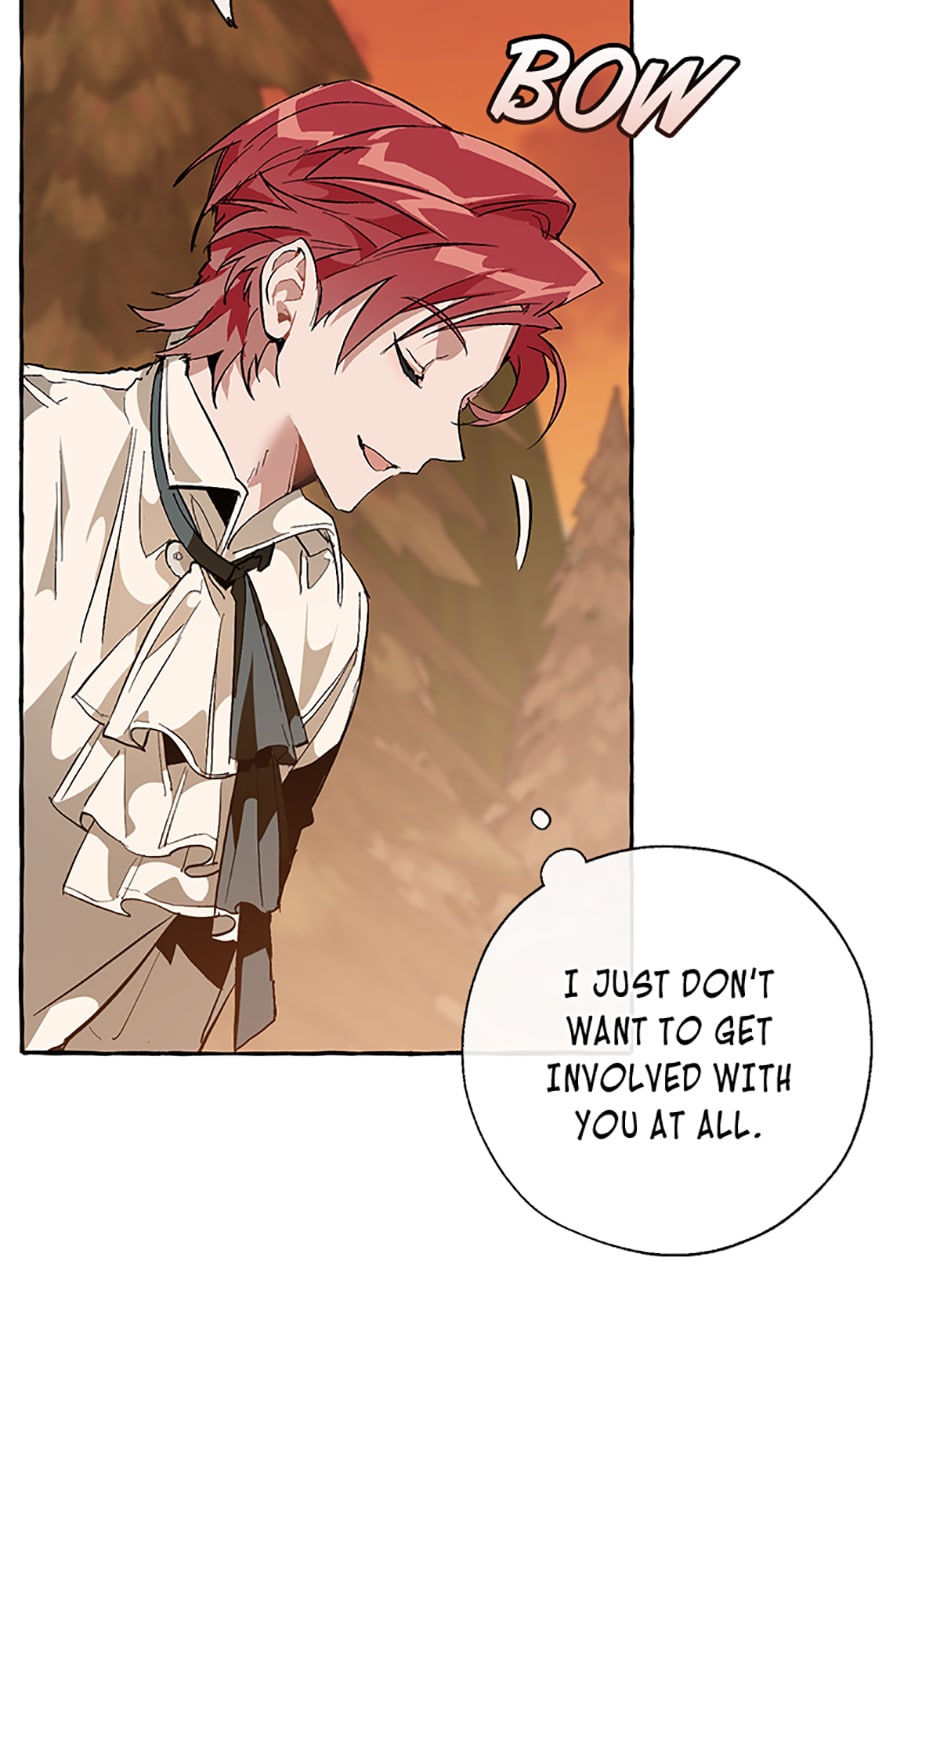 BOW
I JUST DON'T
WANT TO GET
INVOLVED WITH
YOU AT ALL.